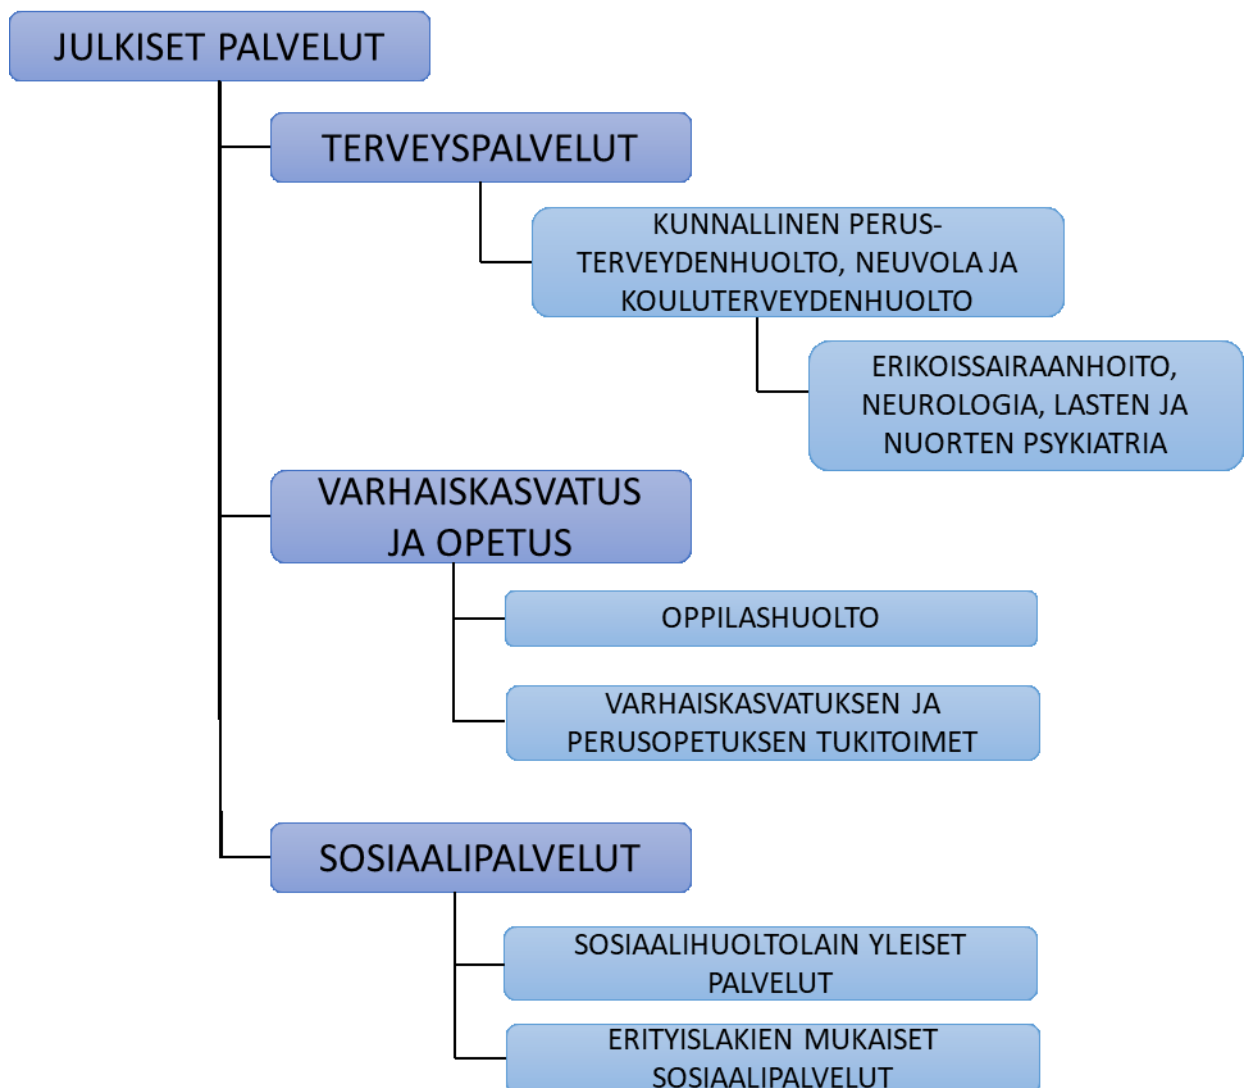 JULKISET PALVELUT
TERVEYSPALVELUT
KUNNALLINEN PERUS-
TERVEYDENHUOLTO, NEUVOLA JA
KOULUTERVEYDENHUOLTO
ERIKOISSAIRAANHOITO,
NEUROLOGIA, LASTEN JA
NUORTEN PSYKIATRIA
VARHAISKASVATUS
JA OPETUS
OPPILASHUOLTO
VARHAISKASVATUKSEN JA
PERUSOPETUKSEN TUKITOIMET
SOSIAALIPALVELUT
SOSIAALIHUOLTOLAIN YLEISET
PALVELUT
ERITYISLAKIEN MUKAISET
SOSIAALIPALVELUT